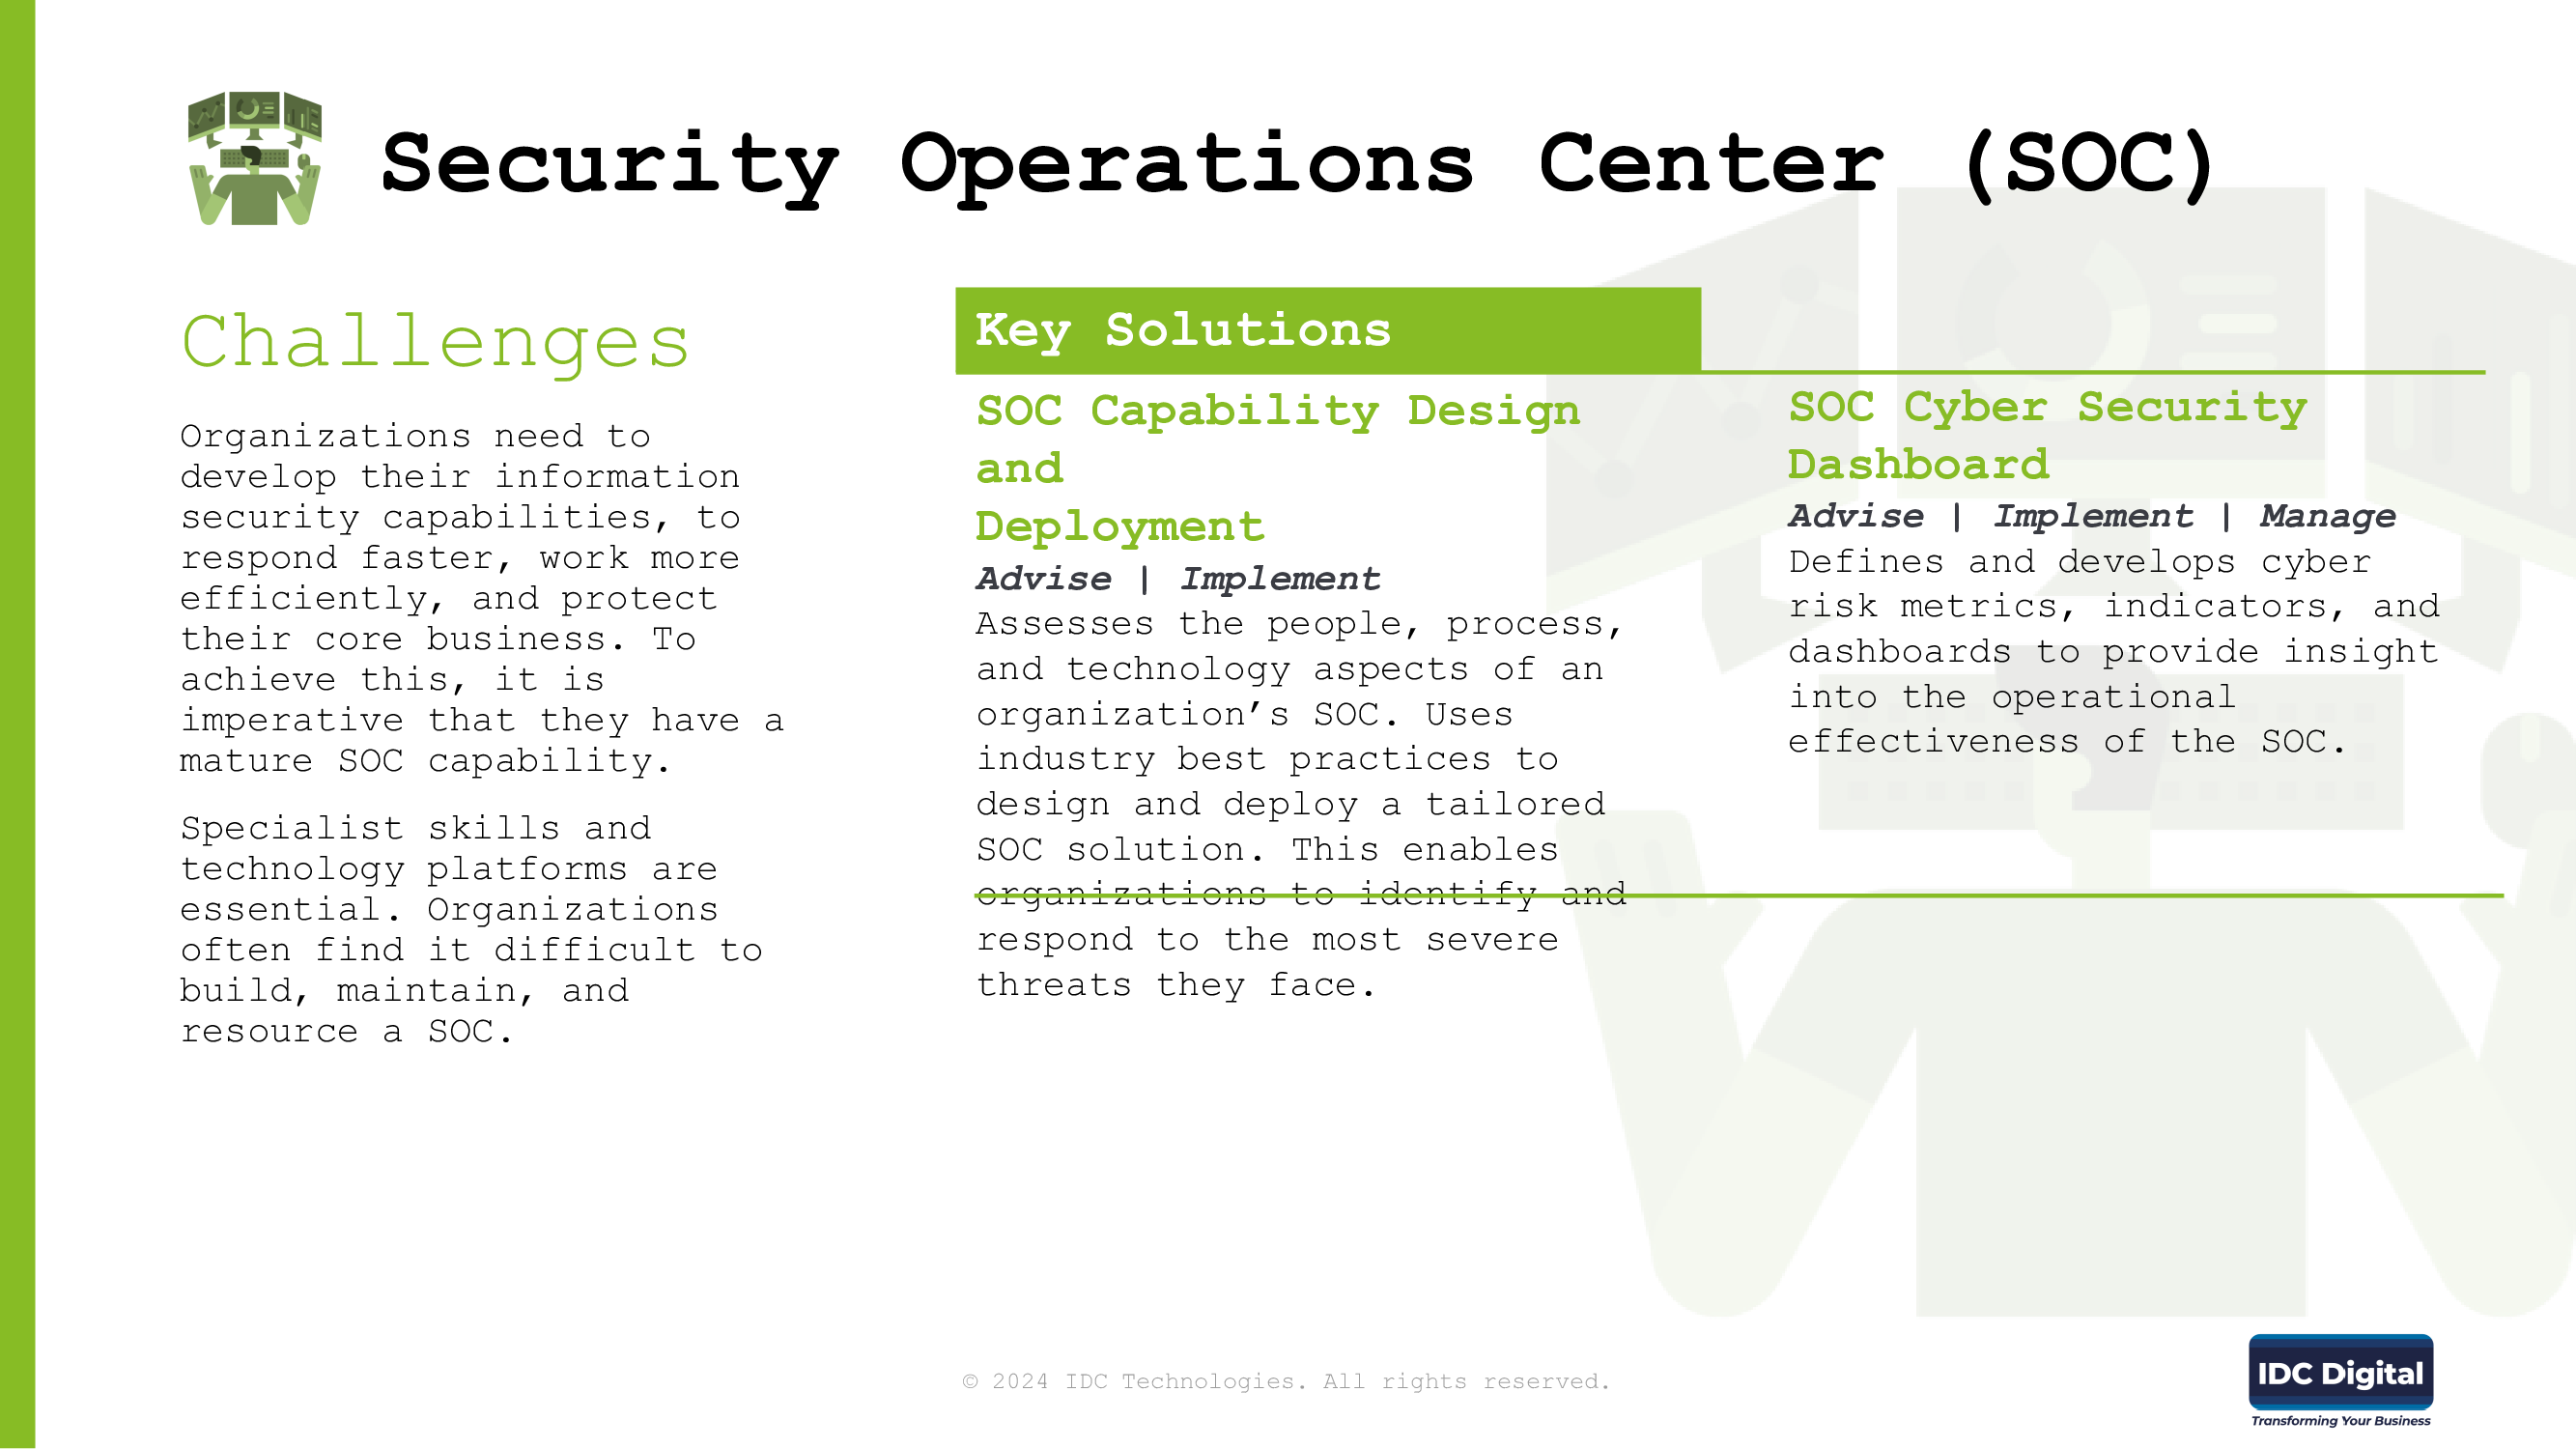 Security Operations Center (SOC)
Challenges
Organizations need to
develop their information
security capabilities, to
respond faster, work more
efficiently, and protect
their core business. To
achieve this, it is
imperative that they have a
mature SOC capability.
Specialist skills and
technology platforms are
essential. Organizations
often find it difficult to
build, maintain, and
resource a SOC.
Key Solutions
SOC Capability Design
and
Deployment
Advise | Implement
Assesses the people, process,
and technology aspects of an
organization’s SOC. Uses
industry best practices to
design and deploy a tailored
SOC solution. This enables
organizations to identify and
respond to the most severe
threats they face.
SOC Cyber Security
Dashboard
Advise | Implement | Manage
Defines and develops cyber
risk metrics, indicators, and
dashboards to provide insight
into the operational
effectiveness of the SOC.
© 2024 IDC Technologies. All rights reserved.
IDC Digital
Transforming Your Business